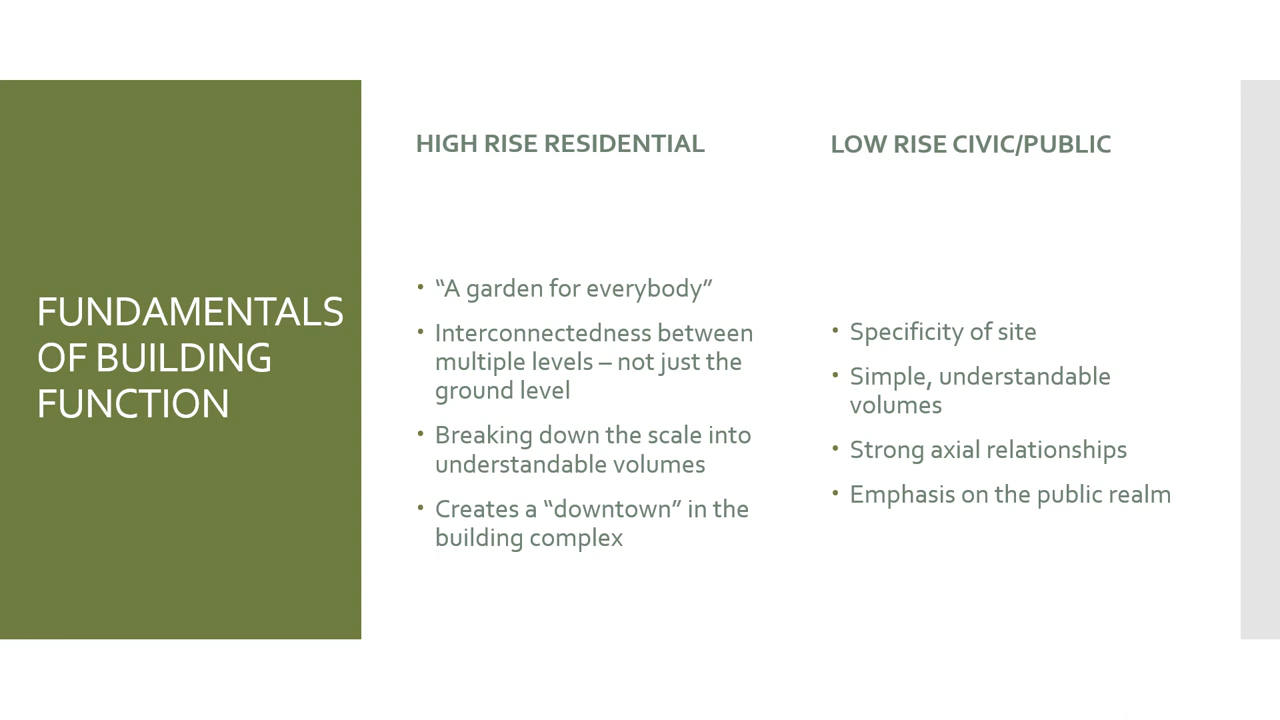 FUNDAMENTALS
OF BUILDING
FUNCTION
HIGH RISE RESIDENTIAL
• “A garden for everybody”
• Interconnectedness between
multiple levels – not just the
ground level
• Breaking down the scale into
understandable volumes
• Creates a “downtown” in the
building complex
LOW RISE CIVIC/PUBLIC
• Specificity of site
• Simple, understandable
volumes
• Strong axial relationships
• Emphasis on the public realm